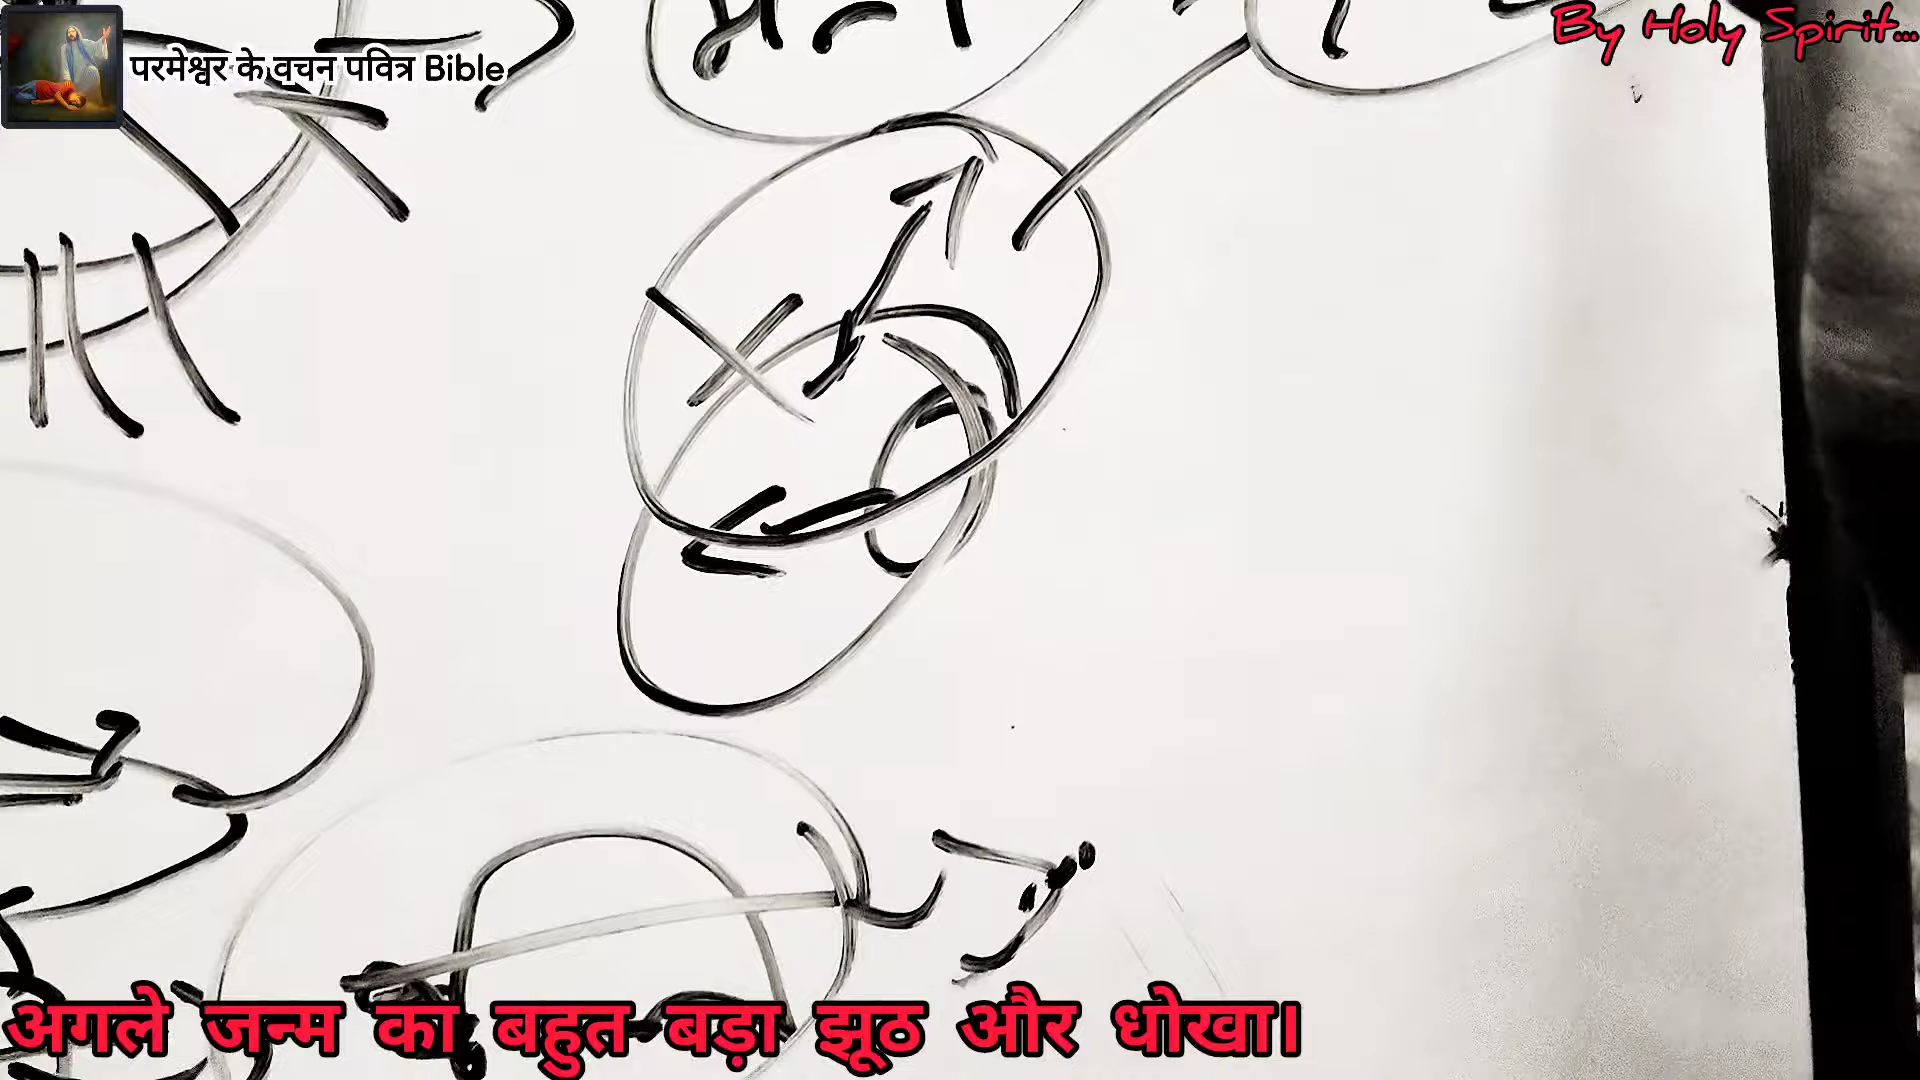 By Holy Spirit...
परमेश्वर के वचन पवित्र Bible
अगले जन्म का बहुत बड़ा झूठ और धोखा।